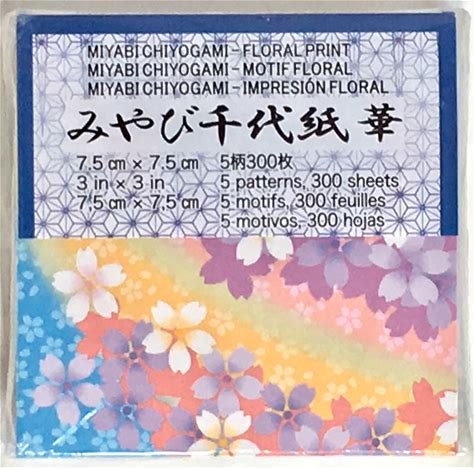 MIYABI CHIYOGAMI – FLORAL PRINT
MIYABI CHIYOGAMI – MOTIF FLORAL
MIYABI CHIYOGAMI – IMPRESIÓN FLORAL
みやび千代紙 華
7.5㎝×7.5㎝ 5柄300枚
3 in × 3 in 5 patterns, 300 sheets
7,5㎝×7,5㎝ 5 motifs, 300 feuilles
5 motivos, 300 hojas